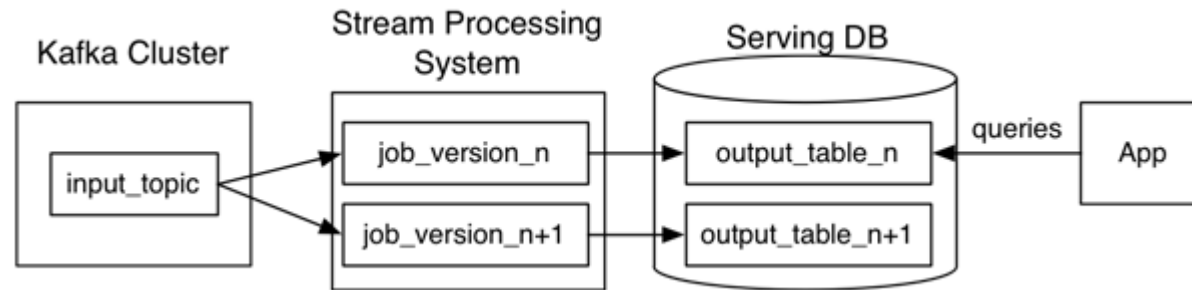 Kafka Cluster
Stream Processing
System
Serving DB
input_topic
job_version_n
job_version_n+1
output_table_n
output_table_n+1
queries
App